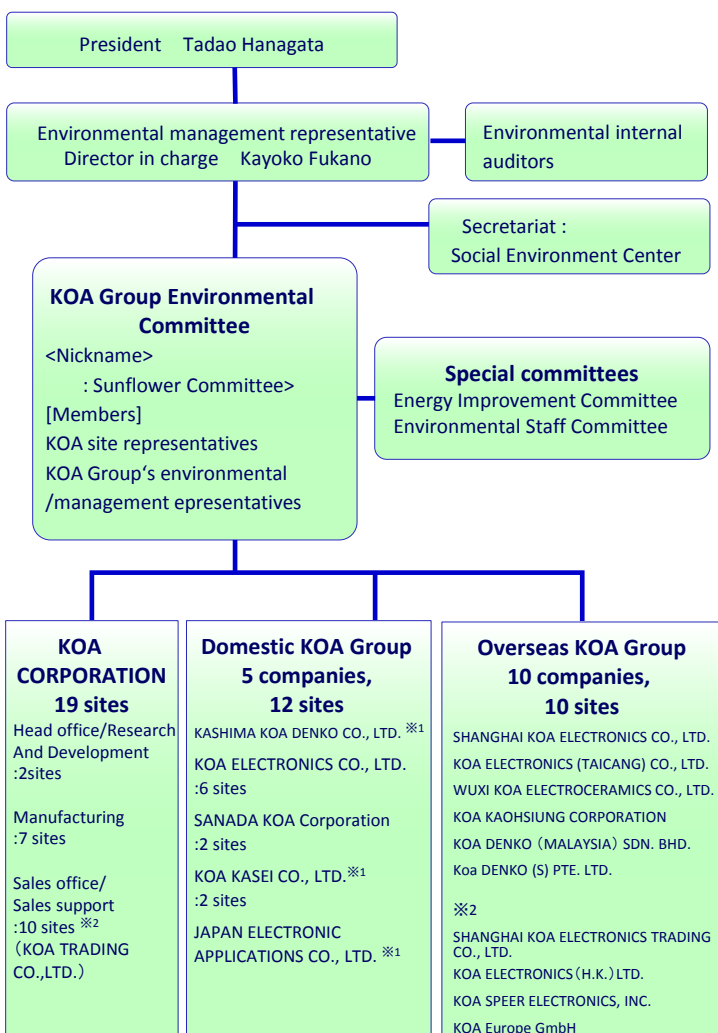 President Tadao Hanagata
Environmental management representative
Director in charge Kayoko Fukano
Environmental internal
auditors
Secretariat :
Social Environment Center
KOA Group Environmental
Committee
<Nickname>
: Sunflower Committee>
[Members]
KOA site representatives
KOA Group‘s environmental
/management epresentatives
Special committees
Energy Improvement Committee
Environmental Staff Committee
KOA
CORPORATION
19 sites
Head office/Research
And Development
:2sites
Manufacturing
:7 sites
Sales office/
Sales support
:10 sites ※2
（KOA TRADING
CO.,LTD.）
Domestic KOA Group
5 companies,
12 sites
KASHIMA KOA DENKO CO., LTD. ※1
KOA ELECTRONICS CO., LTD.
:6 sites
SANADA KOA Corporation
:2 sites
KOA KASEI CO., LTD.※1
:2 sites
JAPAN ELECTRONIC
APPLICATIONS CO., LTD. ※1
Overseas KOA Group
10 companies,
10 sites
SHANGHAI KOA ELECTRONICS CO., LTD.
KOA ELECTRONICS (TAICANG) CO., LTD.
WUXI KOA ELECTROCERAMICS CO., LTD.
KOA KAOHSIUNG CORPORATION
KOA DENKO（MALAYSIA）SDN. BHD.
Koa DENKO (S) PTE. LTD.
※2
SHANGHAI KOA ELECTRONICS TRADING
CO., LTD.
KOA ELECTRONICS（H.K.）LTD.
KOA SPEER ELECTRONICS, INC.
KOA Europe GmbH